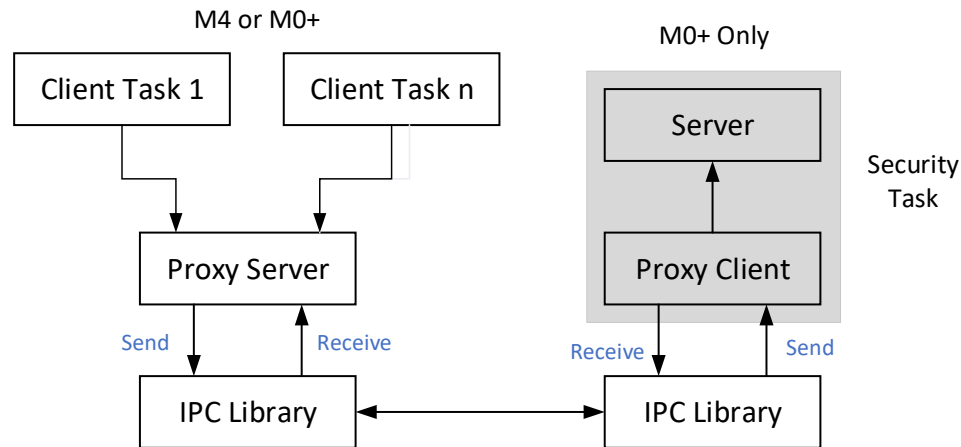 M4 or M0+
M0+ Only
Client Task 1
Client Task n
Server
Security
Task
Proxy Server
Proxy Client
Send
Receive
Receive
Send
IPC Library
IPC Library